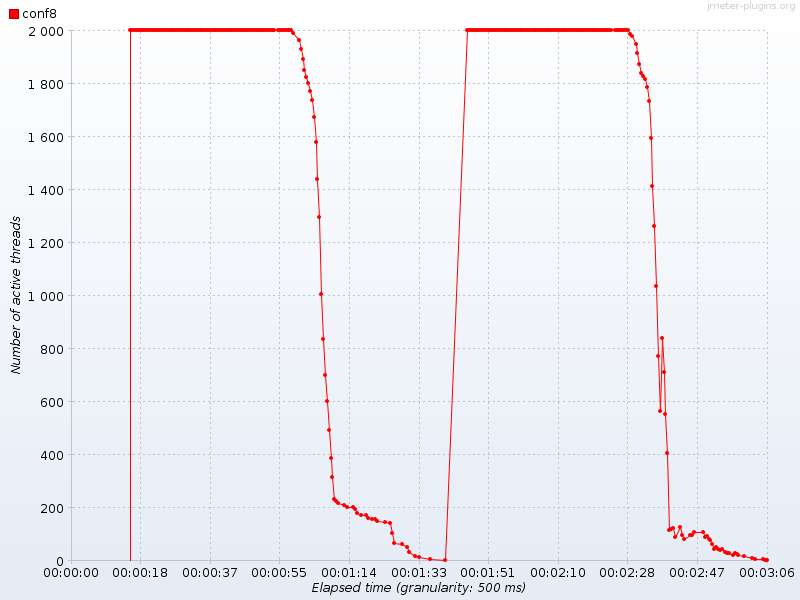 jmeter-plugins.org
conf8
2 000
1 800
1 600
1 400
1 200
1 000
800
600
400
200
0
Number of active threads
00:00:00 00:00:18 00:00:37 00:00:55 00:01:14 00:01:33 00:01:51 00:02:10 00:02:28 00:02:47 00:03:06
Elapsed time (granularity: 500 ms)